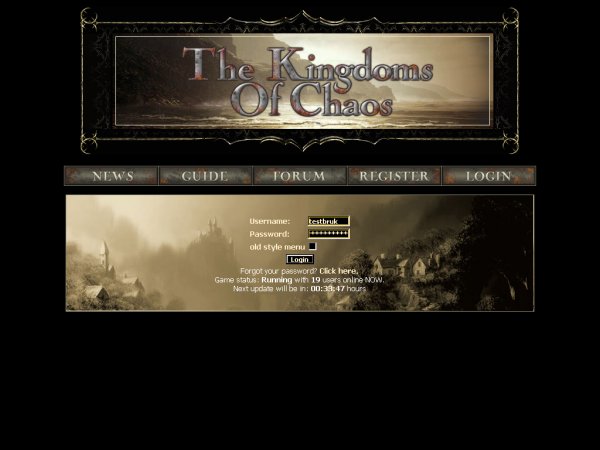 The Kingdoms
Of Chaos
NEWS GUIDE FORUM REGISTER LOGIN
Username: testbruk
Password: *********
old style menu
Login
Forgot your password? Click here.
Game status: Running with 19 users online NOW.
Next update will be in: 00:33:47 hours